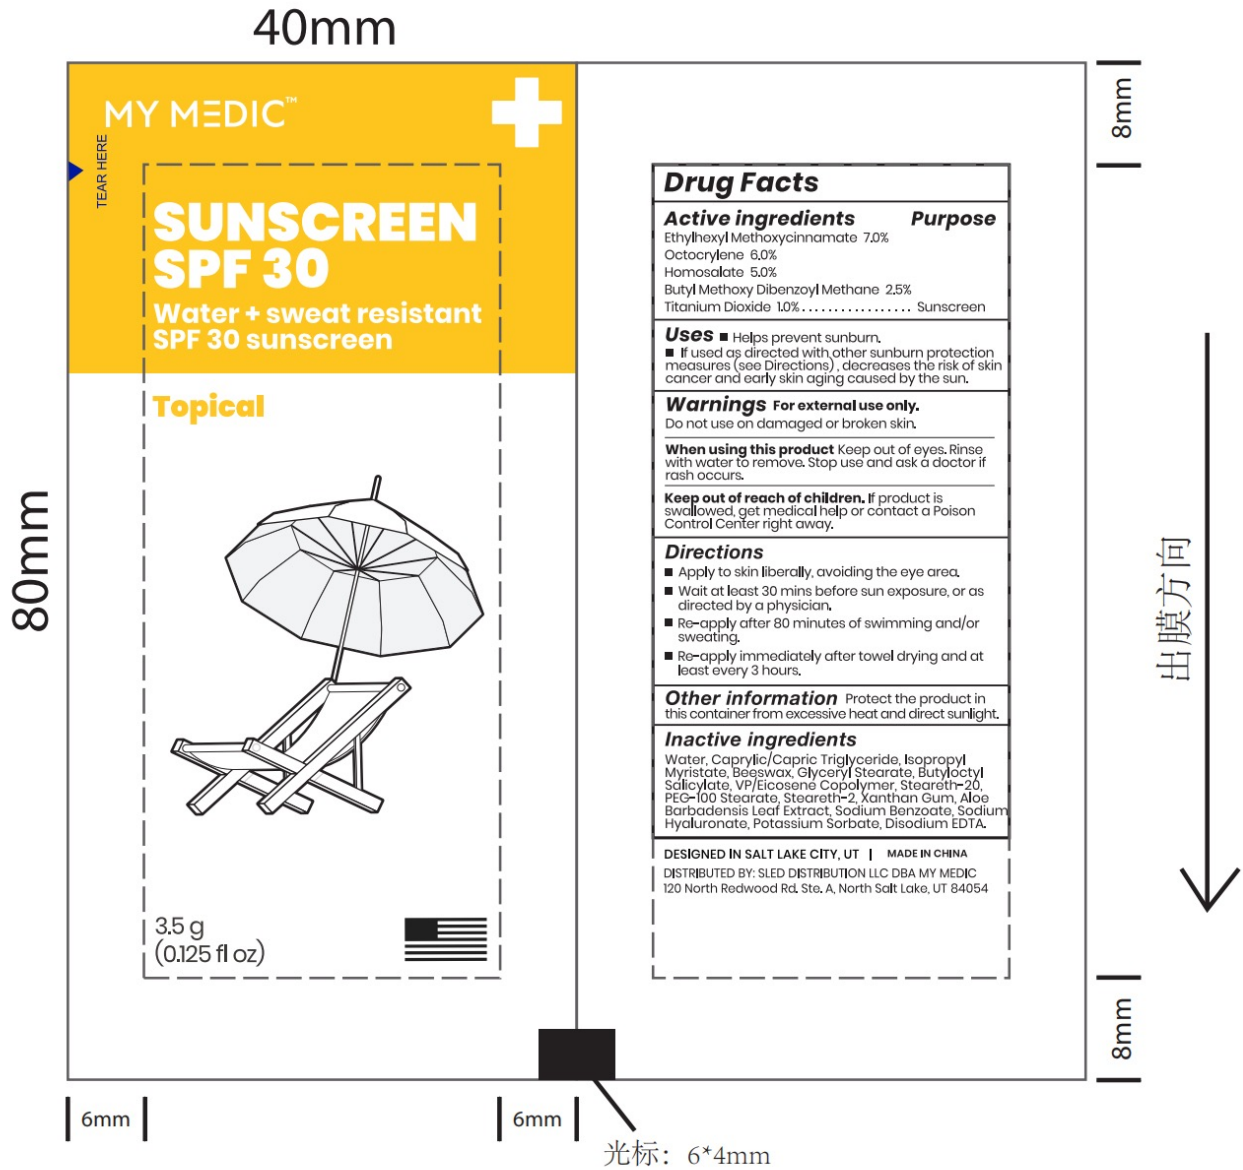 40mm
MY MEDIC™
TEAR HERE
SUNSCREEN
SPF 30
Water + sweat resistant
SPF 30 sunscreen
Topical
80mm
3.5 g
(0.125 fl oz)
6mm
6mm
Drug Facts
Active ingredients Purpose
Ethylhexyl Methoxycinnamate 7.0%
Octocrylene 6.0%
Homosalate 5.0%
Butyl Methoxy Dibenzoyl Methane 2.5%
Titanium Dioxide 1.0%................. Sunscreen
Uses ■ Helps prevent sunburn.
■ If used as directed with other sunburn protection
measures (see Directions), decreases the risk of skin
cancer and early skin aging caused by the sun.
Warnings For external use only.
Do not use on damaged or broken skin.
When using this product Keep out of eyes. Rinse
with water to remove. Stop use and ask a doctor if
rash occurs.
Keep out of reach of children. If product is
swallowed, get medical help or contact a Poison
Control Center right away.
Directions
■ Apply to skin liberally, avoiding the eye area.
■ Wait at least 30 mins before sun exposure, or as
directed by a physician.
■ Re-apply after 80 minutes of swimming and/or
sweating.
■ Re-apply immediately after towel drying and at
least every 3 hours.
Other information Protect the product in
this container from excessive heat and direct sunlight.
Inactive ingredients
Water, Caprylic/Capric Triglyceride, Isopropyl
Myristate, Beeswax, Glyceryl Stearate, Butyloctyl
Salicylate, VP/Eicosene Copolymer, Steareth-20,
PEG-100 Stearate, Steareth-2, Xanthan Gum, Aloe
Barbadensis Leaf Extract, Sodium Benzoate, Sodium
Hyaluronate, Potassium Sorbate, Disodium EDTA.
DESIGNED IN SALT LAKE CITY, UT | MADE IN CHINA
DISTRIBUTED BY: SLED DISTRIBUTION LLC DBA MY MEDIC
120 North Redwood Rd. Ste. A, North Salt Lake, UT 84054
8mm
出膜方向
8mm
光标：6*4mm